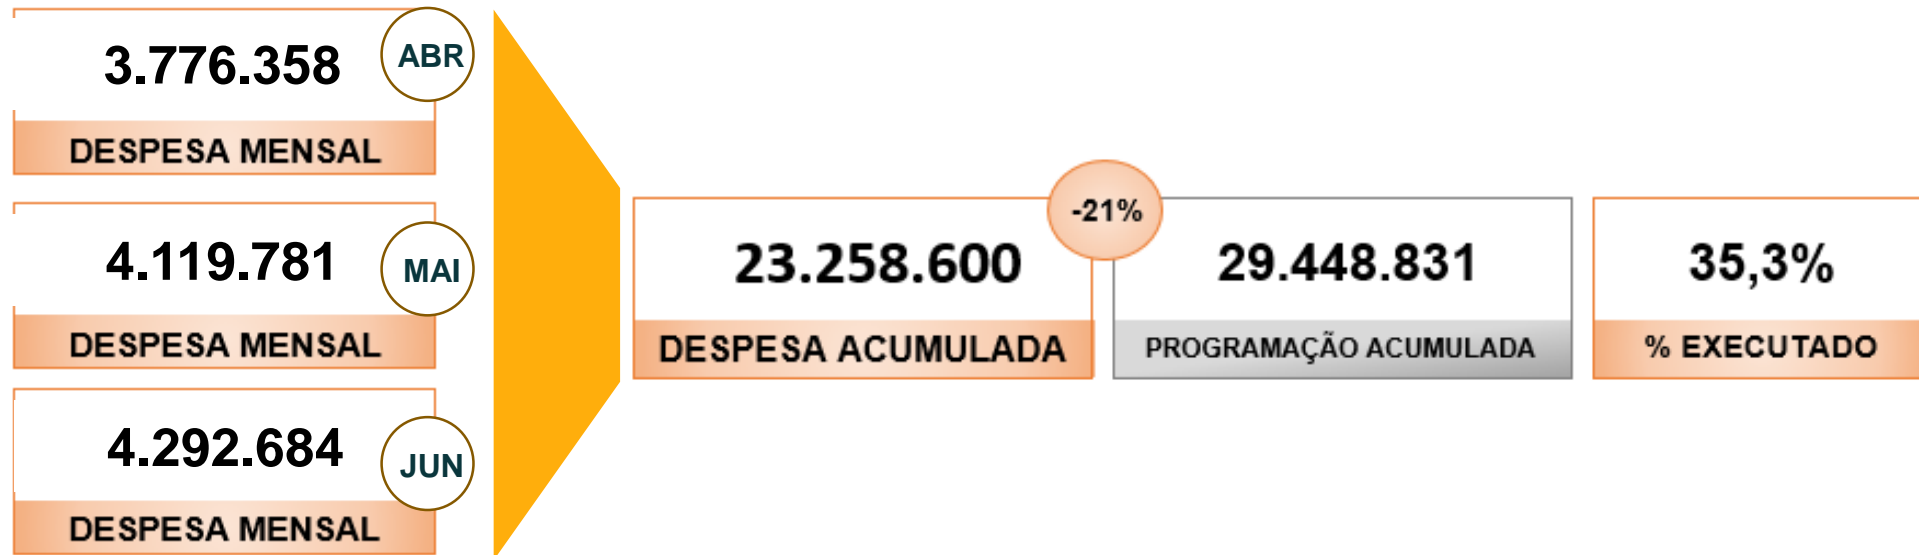 3.776.358
ABR
DESPESA MENSAL
4.119.781
MAI
DESPESA MENSAL
4.292.684
JUN
DESPESA MENSAL
-21%
23.258.600
DESPESA ACUMULADA
29.448.831
PROGRAMAÇÃO ACUMULADA
35,3%
% EXECUTADO